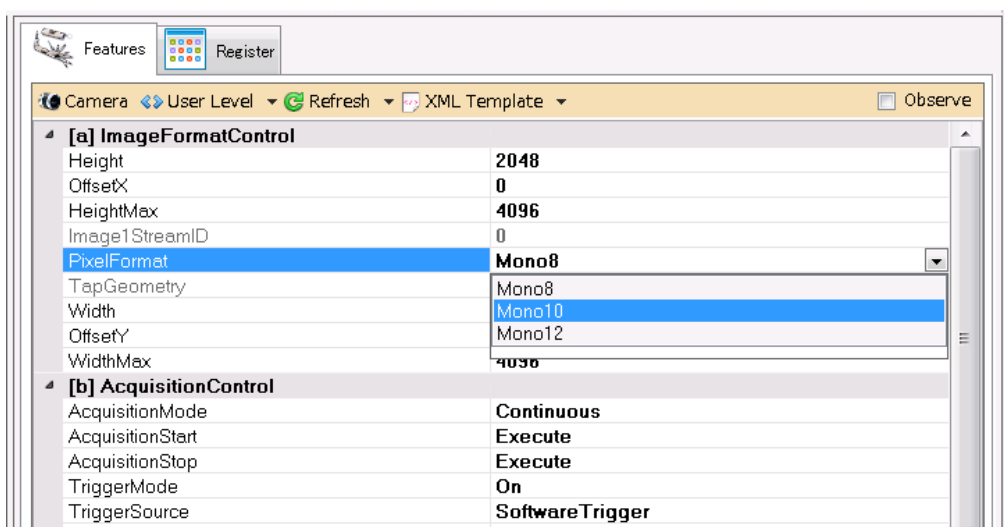 Features Register
Camera User Level Refresh XML Template Observe
[a] ImageFormatControl
Height 2048
OffsetX 0
HeightMax 4096
Image1StreamID 0
PixelFormat Mono8
TapGeometry Mono8
Width Mono10
OffsetY Mono12
WidthMax 4096
[b] AcquisitionControl
AcquisitionMode Continuous
AcquisitionStart Execute
AcquisitionStop Execute
TriggerMode On
TriggerSource SoftwareTrigger